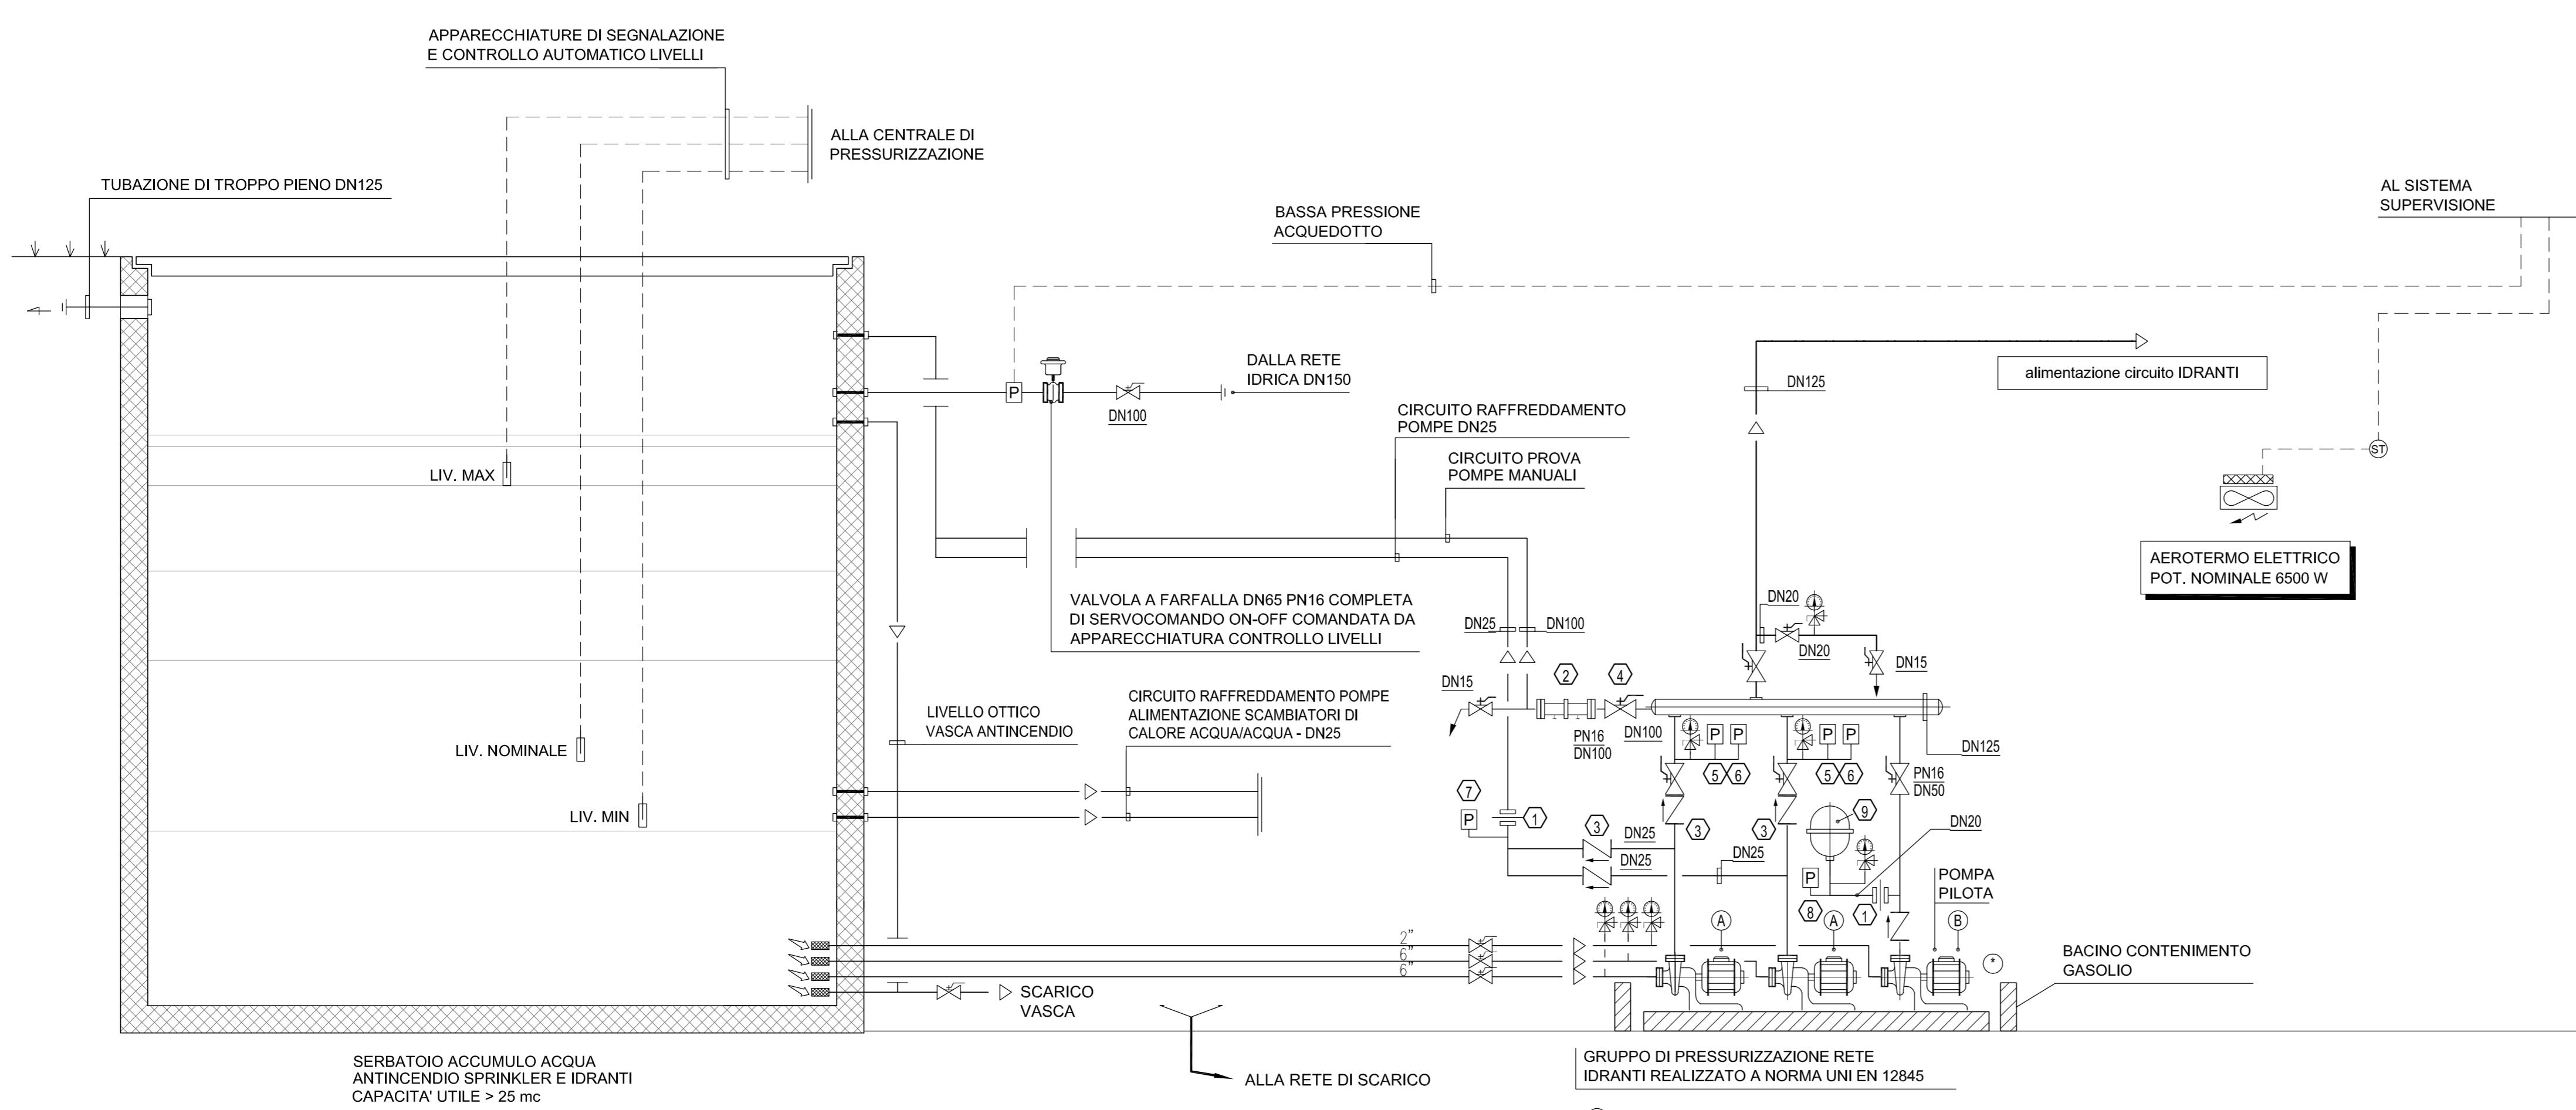 APPARECCHIATURE DI SEGNALAZIONE
E CONTROLLO AUTOMATICO LIVELLI
ALLA CENTRALE DI
PRESSURIZZAZIONE
TUBAZIONE DI TROPPO PIENO DN125
BASSA PRESSIONE
ACQUEDOTTO
AL SISTEMA
SUPERVISIONE
DALLA RETE
IDRICA DN150
P
DN100
alimentazione circuito IDRANTI
DN125
CIRCUITO RAFFREDDAMENTO
POMPE DN25
CIRCUITO PROVA
POMPE MANUALI
LIV. MAX
ST
AEROTERMO ELETTRICO
POT. NOMINALE 6500 W
VALVOLA A FARFALLA DN65 PN16 COMPLETA
DI SERVOCOMANDO ON-OFF COMANDATA DA
APPARECCHIATURA CONTROLLO LIVELLI
DN25
DN100
DN20
DN20
DN15
DN15
2
4
PN16
DN100
DN100
DN125
LIVELLO OTTICO
VASCA ANTINCENDIO
CIRCUITO RAFFREDDAMENTO POMPE
ALIMENTAZIONE SCAMBIATORI DI
CALORE ACQUA/ACQUA - DN25
LIV. NOMINALE
P P
P P
5 6
5 6
PN16
DN50
LIV. MIN
7
P
1
3
DN25
DN25
3
3
9
DN20
DN25
P
8
1
POMPA
PILOTA
A
A
B
*
2"
6"
6"
SCARICO
VASCA
BACINO CONTENIMENTO
GASOLIO
SERBATOIO ACCUMULO ACQUA
ANTINCENDIO SPRINKLER E IDRANTI
CAPACITA' UTILE > 25 mc
ALLA RETE DI SCARICO
GRUPPO DI PRESSURIZZAZIONE RETE
IDRANTI REALIZZATO A NORMA UNI EN 12845